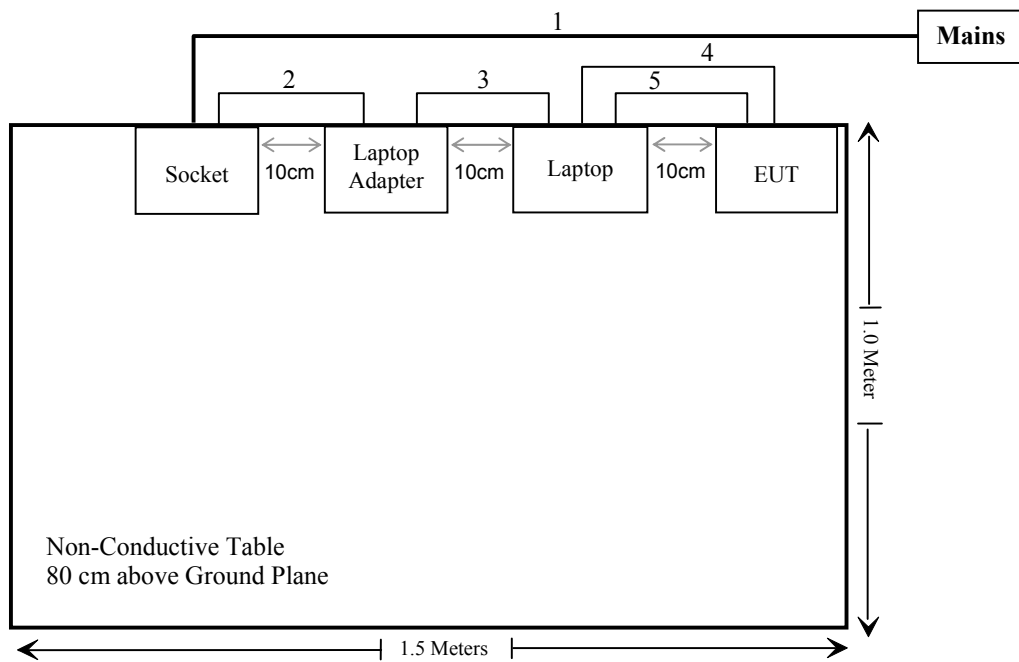 1
Mains
4
2
3
5
Socket
10cm
Laptop
Adapter
10cm
Laptop
10cm
EUT
1.0 Meter
Non-Conductive Table
80 cm above Ground Plane
1.5 Meters